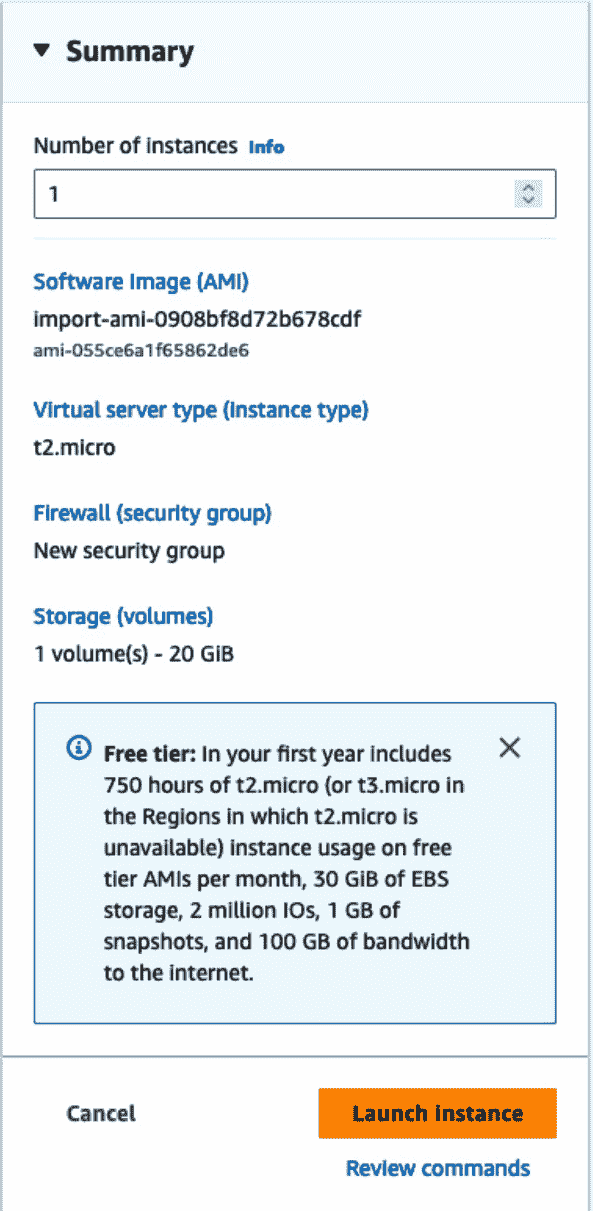 Summary
Number of instances Info
1
Software Image (AMI)
import-ami-0908bf8d72b678cdf
ami-055ce6a1f65862de6
Virtual server type (instance type)
t2.micro
Firewall (security group)
New security group
Storage (volumes)
1 volume(s) - 20 GiB
Free tier: In your first year includes
750 hours of t2.micro (or t3.micro in
the Regions in which t2.micro is
unavailable) instance usage on free
tier AMIs per month, 30 GiB of EBS
storage, 2 million IOs, 1 GB of
snapshots, and 100 GB of bandwidth
to the internet.
Cancel
Launch instance
Review commands